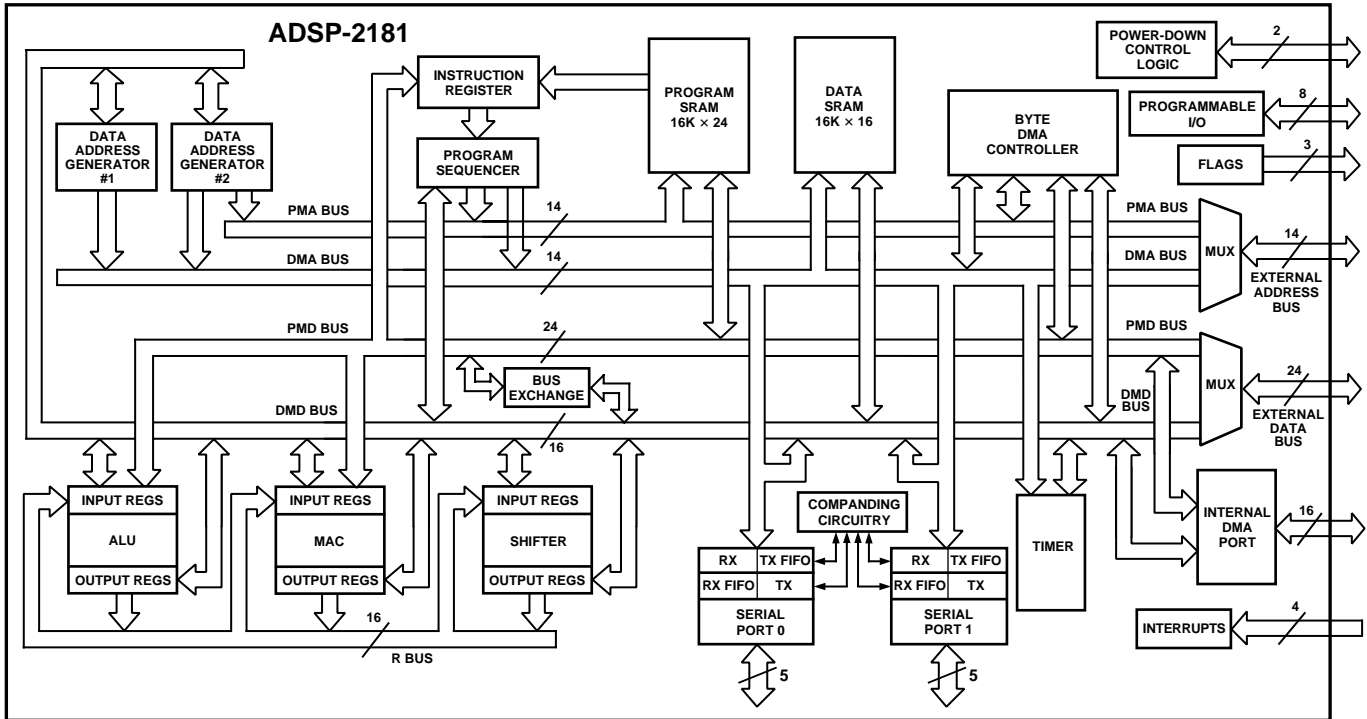 ADSP-2181
POWER-DOWN
CONTROL
LOGIC
2
PROGRAMMABLE
I/O
8
FLAGS
3
INSTRUCTION
REGISTER
PROGRAM
SEQUENCER
PROGRAM
SRAM
16K × 24
DATA
SRAM
16K × 16
BYTE
DMA
CONTROLLER
DATA
ADDRESS
GENERATOR
#1
DATA
ADDRESS
GENERATOR
#2
PMA BUS
14
PMA BUS
DMA BUS
14
DMA BUS
MUX
14
EXTERNAL
ADDRESS
BUS
PMD BUS
24
PMD BUS
BUS
EXCHANGE
DMD BUS
16
DMD
BUS
MUX
24
EXTERNAL
DATA
BUS
INPUT REGS
ALU
OUTPUT REGS
INPUT REGS
MAC
OUTPUT REGS
INPUT REGS
SHIFTER
OUTPUT REGS
16
R BUS
COMPANDING
CIRCUITRY
RX TX FIFO
RX FIFO TX
SERIAL
PORT 0
5
RX TX FIFO
RX FIFO TX
SERIAL
PORT 1
5
TIMER
INTERNAL
DMA
PORT
16
INTERRUPTS
4